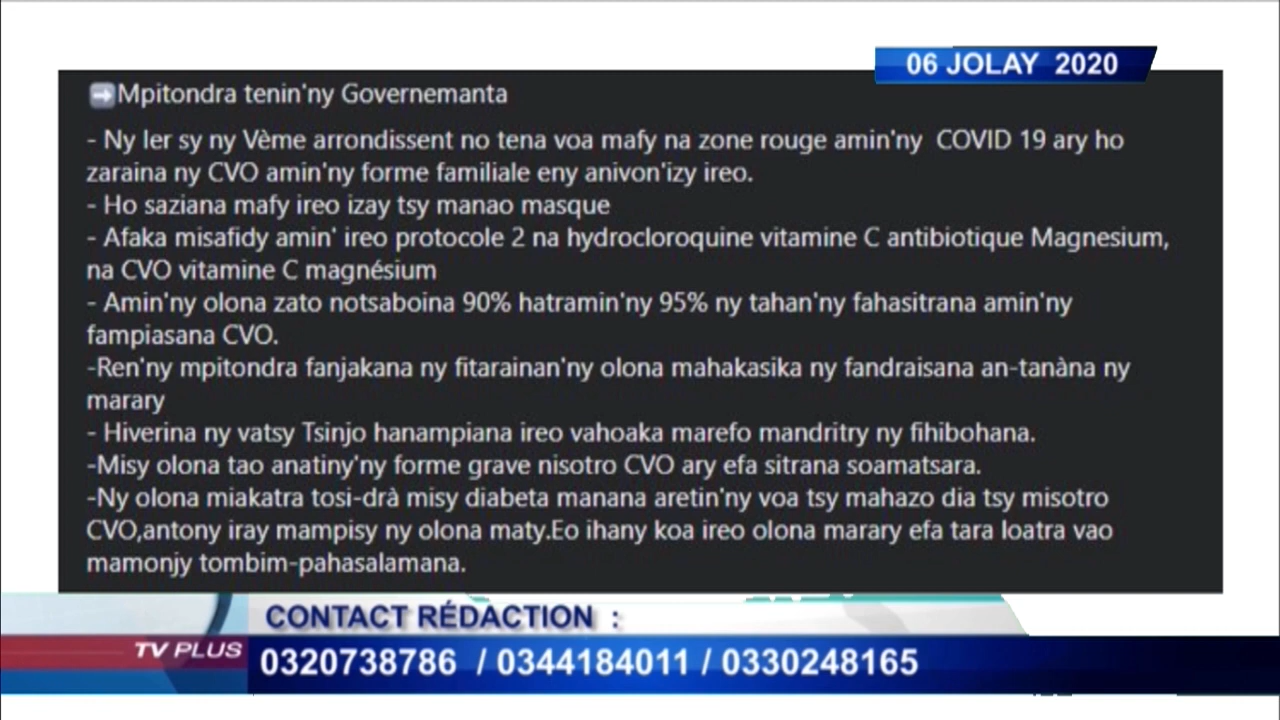 06 JOLAY 2020
➡Mpitondra tenin'ny Governemanta
- Ny Ier sy ny Vème arrondissent no tena voa mafy na zone rouge amin'ny COVID 19 ary ho
zaraina ny CVO amin'ny forme familiale eny anivon'izy ireo.
- Ho saziana mafy ireo izay tsy manao masque
- Afaka misafidy amin' ireo protocole 2 na hydrocloroquine vitamine C antibiotique Magnesium,
na CVO vitamine C magnésium
- Amin'ny olona zato notsaboina 90% hatramin'ny 95% ny tahan'ny fahasitrana amin'ny
fampiasana CVO.
-Ren'ny mpitondra fanjakana ny fitarainan'ny olona mahakasika ny fandraisana an-tanàna ny
marary
- Hiverina ny vatsy Tsinjo hanampiana ireo vahoaka marefo mandritry ny fihibohana.
-Misy olona tao anatiny'ny forme grave nisotro CVO ary efa sitrana soamatsara.
-Ny olona miakatra tosi-drà misy diabeta manana aretin'ny voa tsy mahazo dia tsy misotro
CVO,antony iray mampisy ny olona maty.Eo ihany koa ireo olona marary efa tara loatra vao
mamonjy tombim-pahasalamana.
CONTACT RÉDACTION :
TV PLUS
0320738786 / 0344184011 / 0330248165